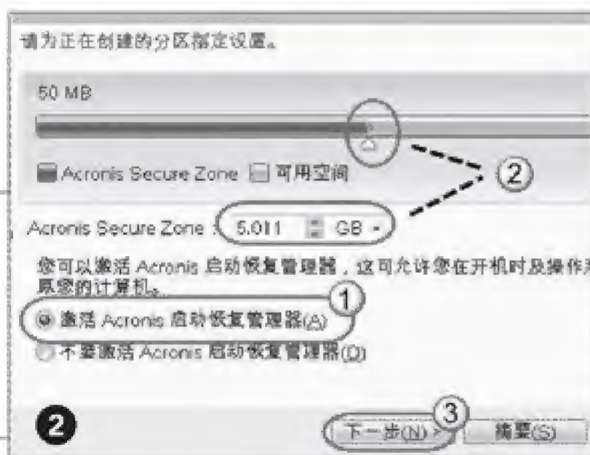 请为正在创建的分区指定设置。
50 MB
Acronis Secure Zone 可用空间
②
Acronis Secure Zone : 5.011 GB
您可以激活 Acronis 启动恢复管理器，这可允许您在开机时及操作系
原您的计算机。
①
激活 Acronis 启动恢复管理器(A)
不要激活 Acronis 启动恢复管理器(D)
❷
③
下一步(N) >
摘要(S)